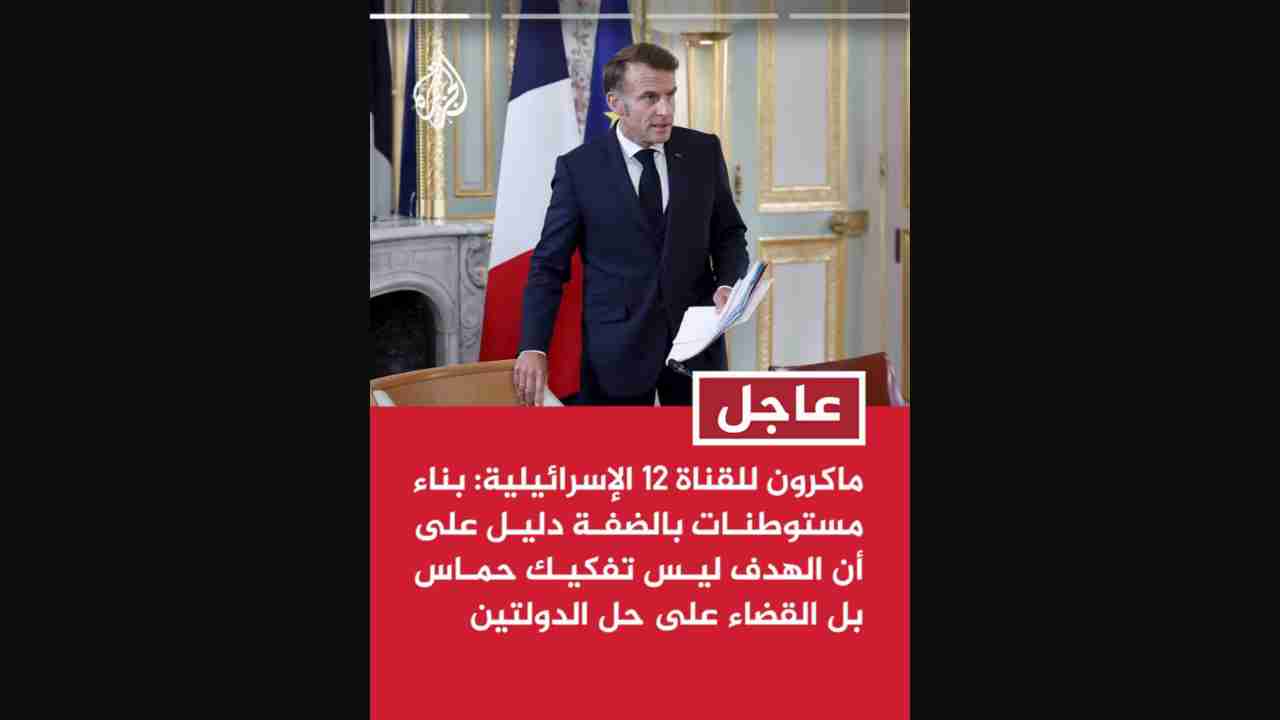 الجزيرة
عاجل
ماكرون للقناة 12 الإسرائيلية: بناء
مستوطنات بالضفة دليل على
أن الهدف ليس تفكيك حماس
بل القضاء على حل الدولتين